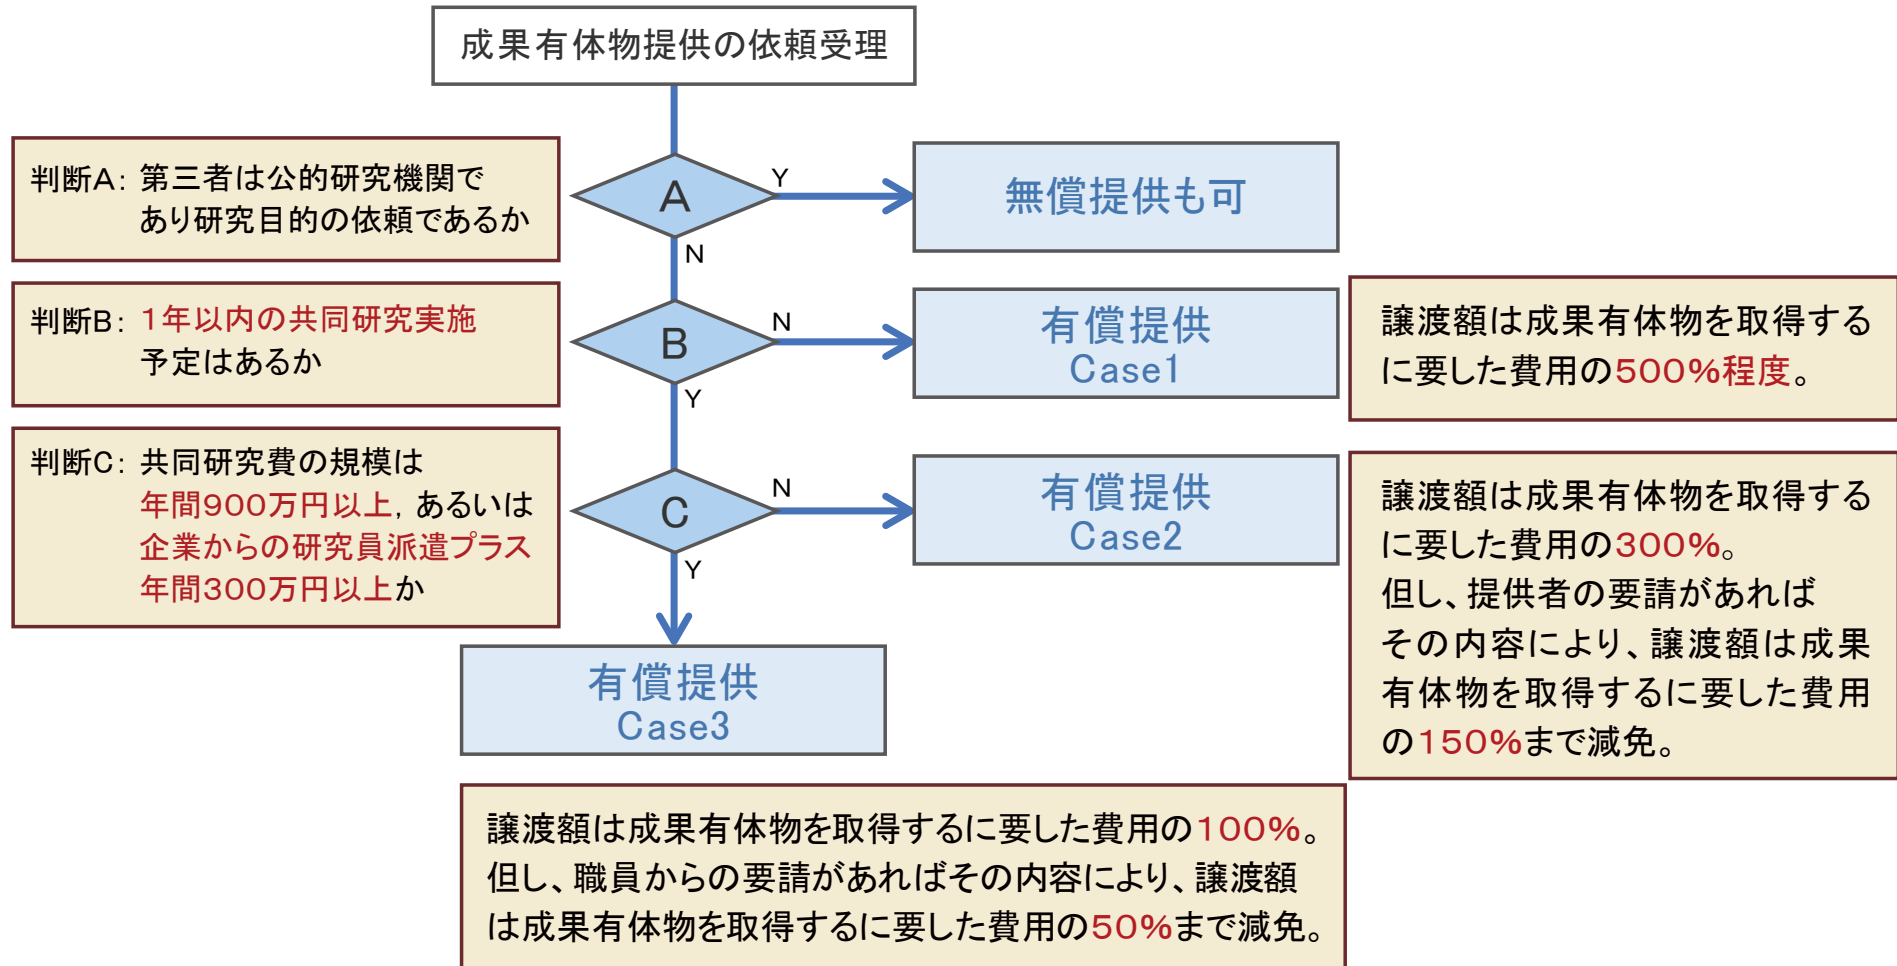 成果有体物提供の依頼受理
判断A: 第三者は公的研究機関で
あり研究目的の依頼であるか
A
Y
無償提供も可
N
判断B: 1年以内の共同研究実施
予定はあるか
B
N
有償提供
Case1
譲渡額は成果有体物を取得する
に要した費用の500%程度。
Y
判断C: 共同研究費の規模は
年間900万円以上, あるいは
企業からの研究員派遣プラス
年間300万円以上か
C
N
有償提供
Case2
譲渡額は成果有体物を取得する
に要した費用の300%。
但し、提供者の要請があれば
その内容により、譲渡額は成果
有体物を取得するに要した費用
の150%まで減免。
Y
有償提供
Case3
譲渡額は成果有体物を取得するに要した費用の100%。
但し、職員からの要請があればその内容により、譲渡額
は成果有体物を取得するに要した費用の50%まで減免。